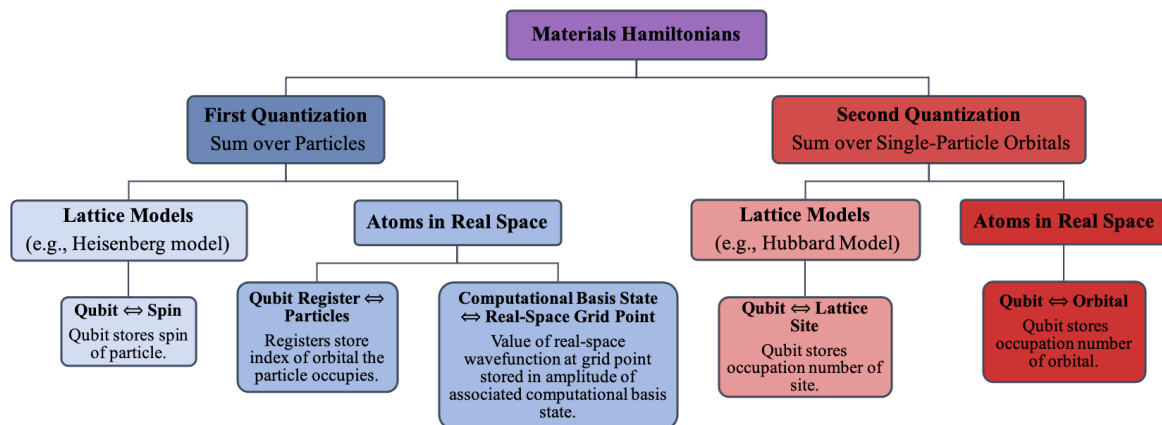 Materials Hamiltonians
First Quantization
Sum over Particles
Second Quantization
Sum over Single-Particle Orbitals
Lattice Models
(e.g., Heisenberg model)
Atoms in Real Space
Lattice Models
(e.g., Hubbard Model)
Atoms in Real Space
Qubit ⇔ Spin
Qubit stores spin
of particle.
Qubit Register ⇔
Particles
Registers store
index of orbital the
particle occupies.
Computational Basis State
⇔ Real-Space Grid Point
Value of real-space
wavefunction at grid point
stored in amplitude of
associated computational basis
state.
Qubit ⇔ Lattice
Site
Qubit stores
occupation number of
site.
Qubit ⇔ Orbital
Qubit stores
occupation number
of orbital.